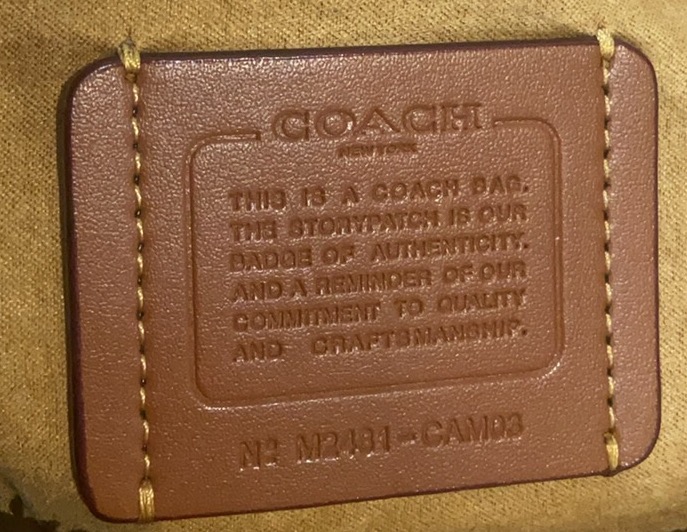 COACH
NEW YORK
THIS IS A COACH BAG.
THE STORYPATCH IS OUR
BADGE OF AUTHENTICITY.
AND A REMINDER OF OUR
COMMITMENT TO QUALITY
AND CRAFTSMANSHIP.
Nº M2481-CAM03